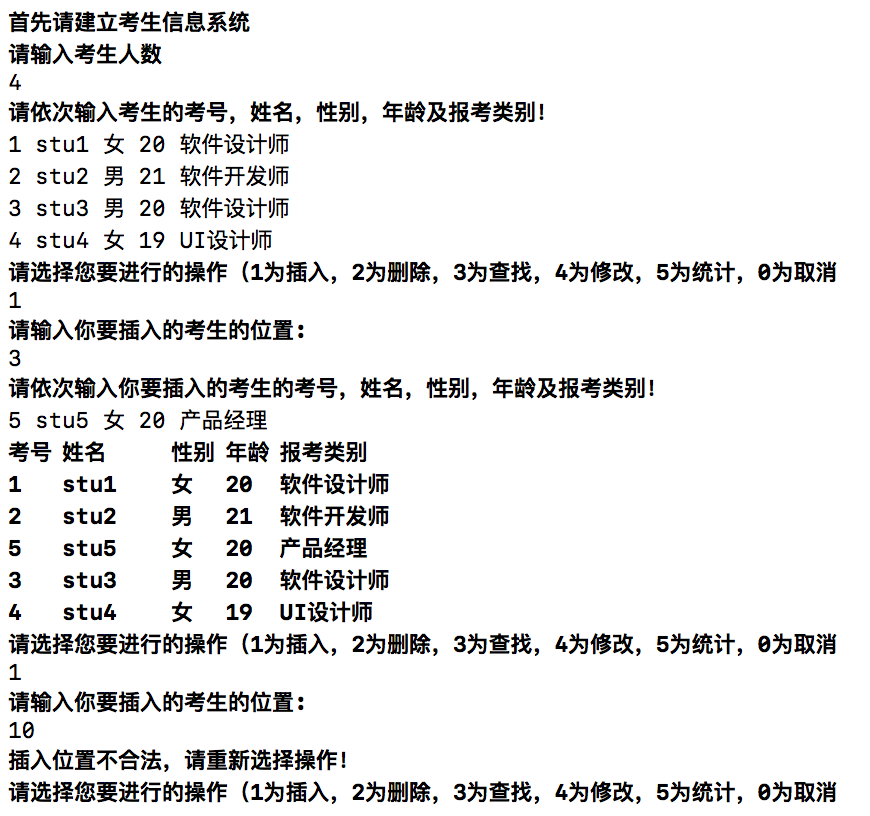 首先请建立考生信息系统
请输入考生人数
4
请依次输入考生的考号，姓名，性别，年龄及报考类别！
1 stu1 女 20 软件设计师
2 stu2 男 21 软件开发师
3 stu3 男 20 软件设计师
4 stu4 女 19 UI设计师
请选择您要进行的操作（1为插入，2为删除，3为查找，4为修改，5为统计，0为取消
1
请输入你要插入的考生的位置：
3
请依次输入你要插入的考生的考号，姓名，性别，年龄及报考类别！
5 stu5 女 20 产品经理
考号 姓名 性别 年龄 报考类别
1 stu1 女 20 软件设计师
2 stu2 男 21 软件开发师
5 stu5 女 20 产品经理
3 stu3 男 20 软件设计师
4 stu4 女 19 UI设计师
请选择您要进行的操作（1为插入，2为删除，3为查找，4为修改，5为统计，0为取消
1
请输入你要插入的考生的位置：
10
插入位置不合法，请重新选择操作！
请选择您要进行的操作（1为插入，2为删除，3为查找，4为修改，5为统计，0为取消